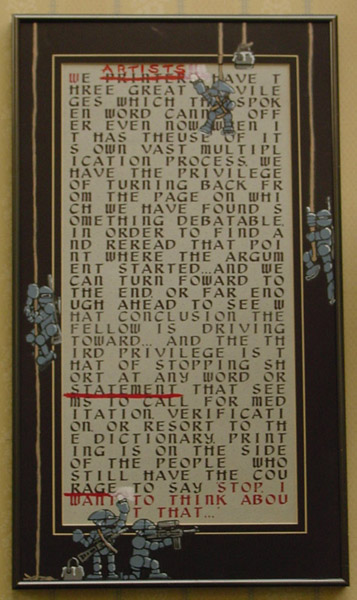 ARTISTS
WE PRINTERS HAVE T
HREE GREAT VILE
GES WHICH THE SPOK
EN WORD CANN OFF
ER EVEN NOW WHEN I
T HAS THEUSE OF IT
S OWN VAST MULTIPL
ICATION PROCESS. WE
HAVE THE PRIVILEGE
OF TURNING BACK FR
OM THE PAGE ON WHI
CH WE HAVE FOUND S
OMETHING DEBATABLE,
IN ORDER TO FIND A
ND REREAD THAT POI
NT WHERE THE ARGUM
ENT STARTED...AND WE
CAN TURN FOWARD TO
THE END OR FAR ENO
UGH AHEAD TO SEE W
HAT CONCLUSION THE
FELLOW IS DRIVING
TOWARD... AND THE TH
IRD PRIVILEGE IS T
HAT OF STOPPING SH
ORT AT ANY WORD OR
STATEMENT THAT SEE
MS TO CALL FOR MED
ITATION, VERIFICATI
ON, OR RESORT TO TH
E DICTIONARY. PRINT
ING IS ON THE SIDE
OF THE PEOPLE WHO
STILL HAVE THE COU
RAGE TO SAY STOP, I
WANT TO THINK ABOU
T THAT...